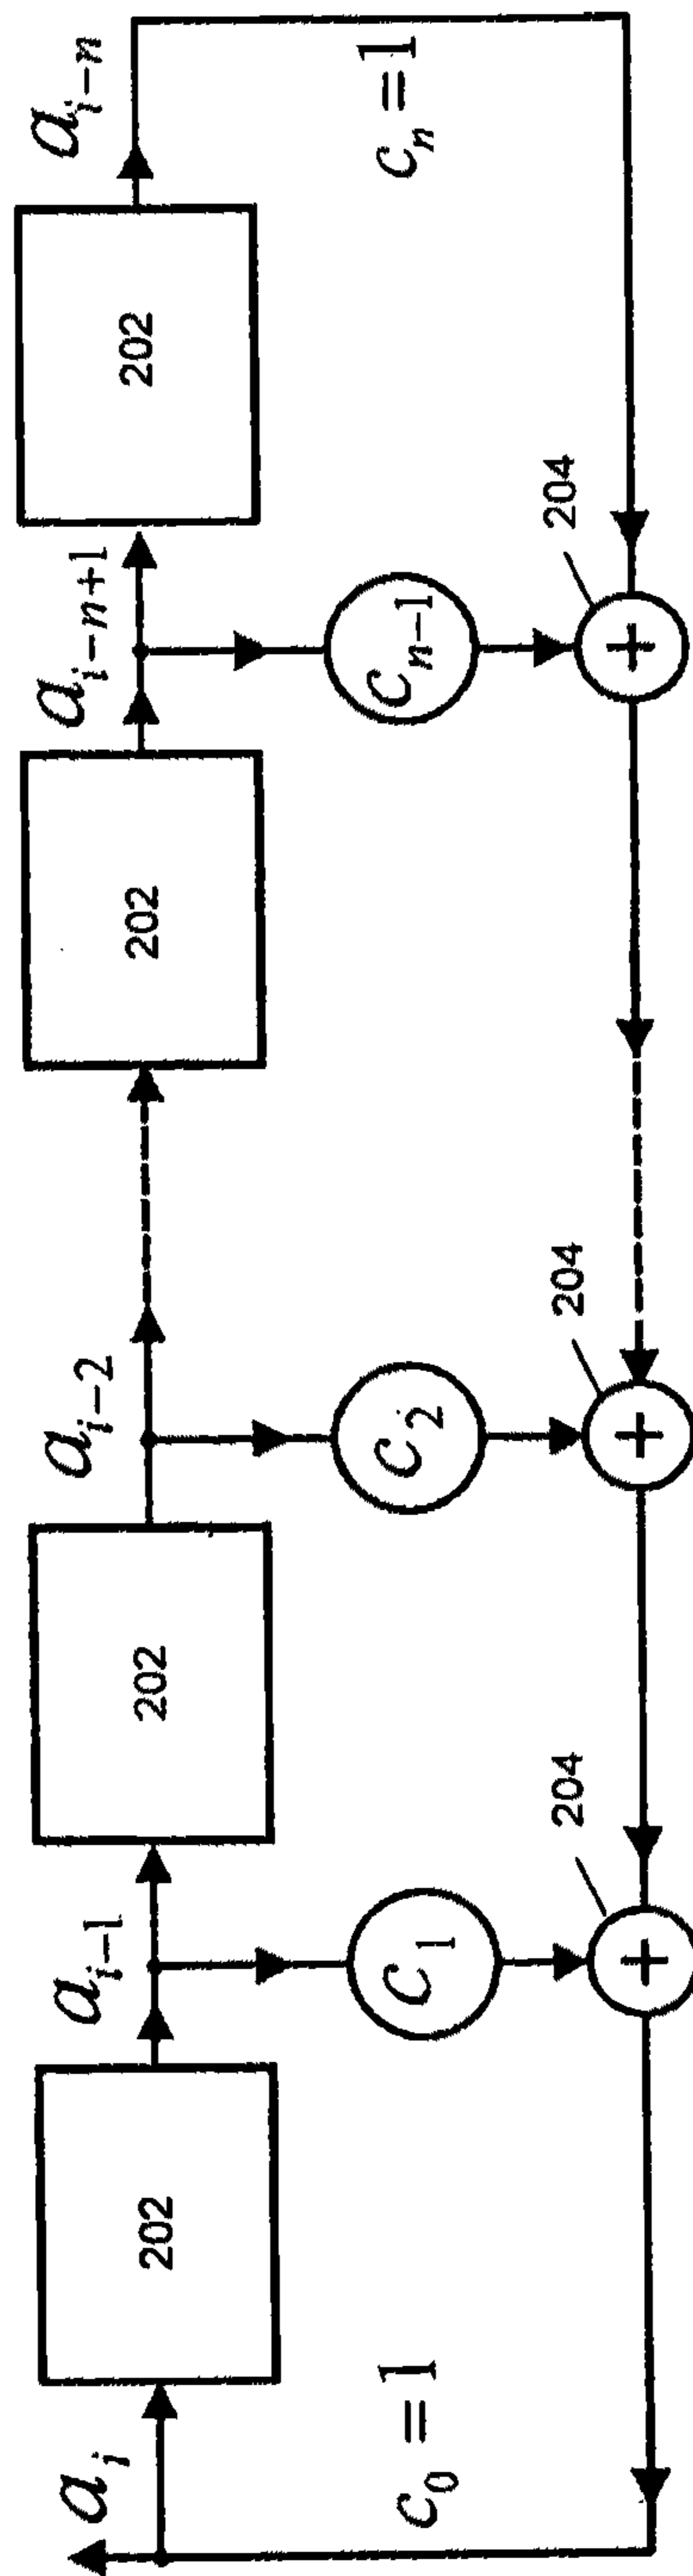 a_i
a_{i-1}
a_{i-2}
a_{i-n+1}
a_{i-n}
202
202
202
202
c_0 = 1
c_1
c_2
c_{n-1}
c_n = 1
204
204
204
+
+
+